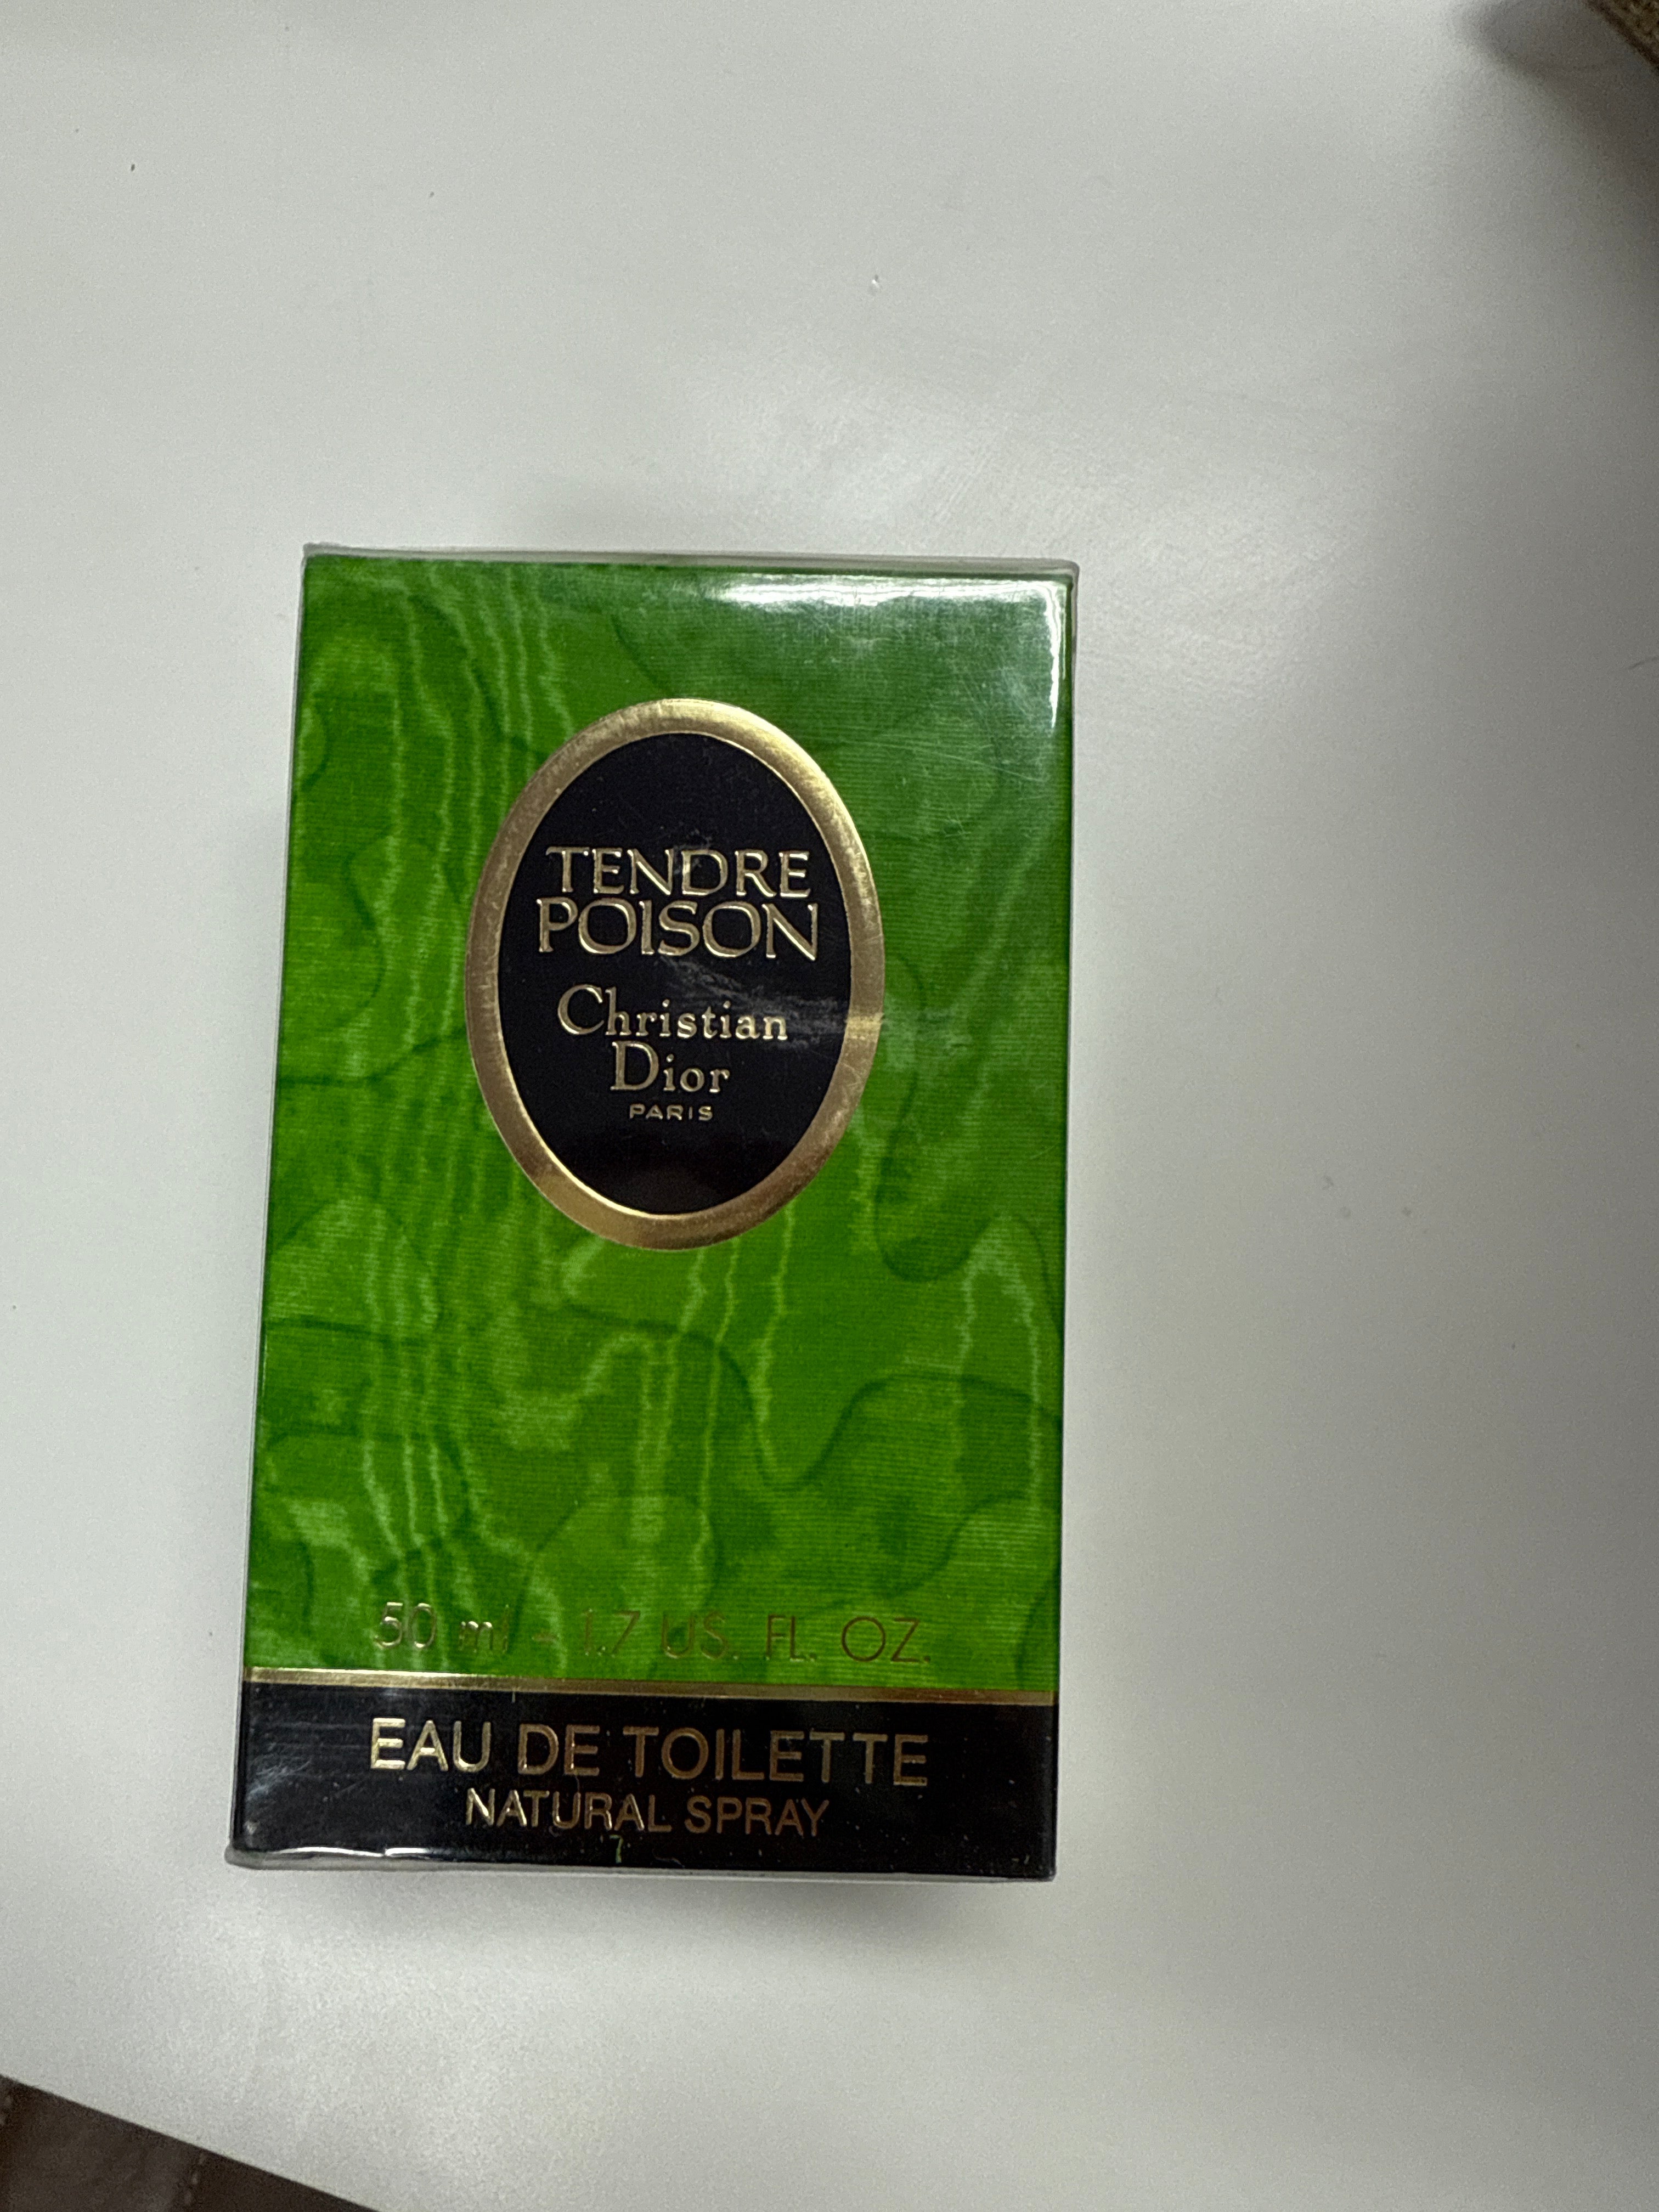 TENDRE
POISON
Christian
Dior
PARIS
50 ml - 1.7 US. FL. OZ.
EAU DE TOILETTE
NATURAL SPRAY